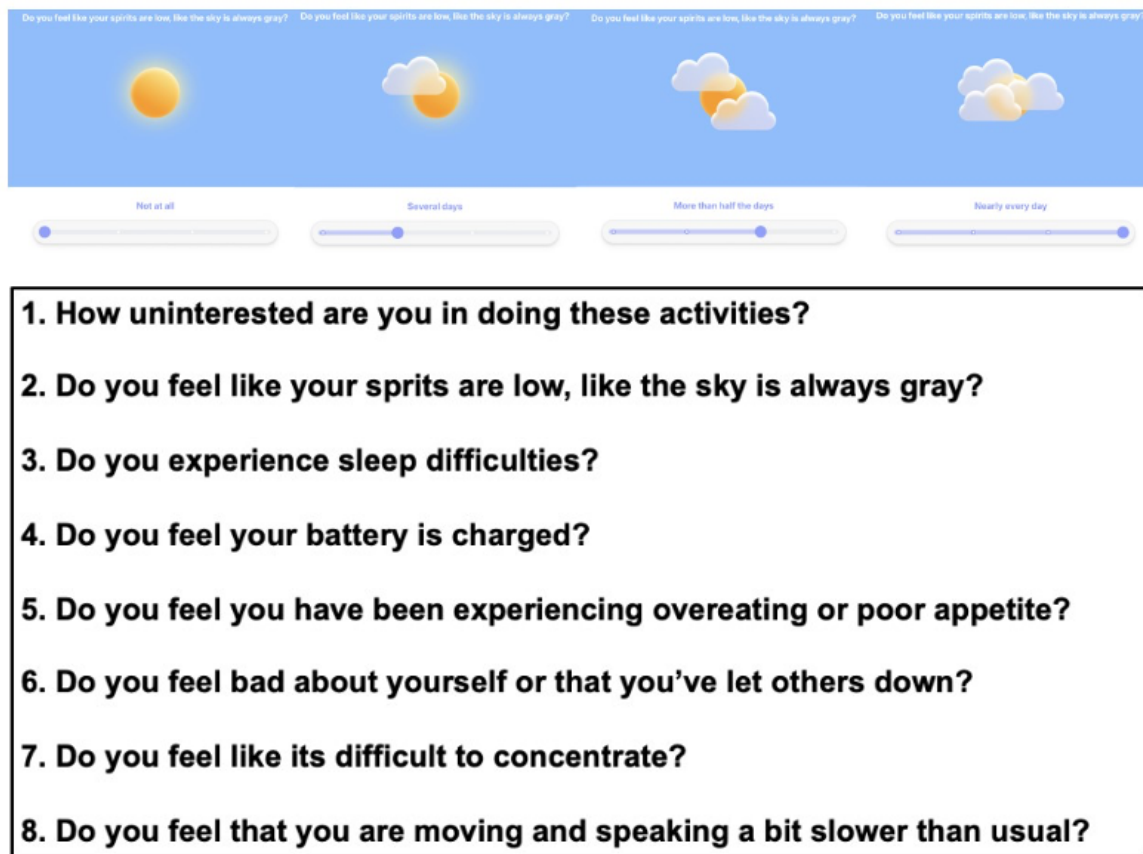 Do you feel like your spirits are low, like the sky is always gray?
Do you feel like your spirits are low, like the sky is always gray?
Do you feel like your spirits are low, like the sky is always gray?
Do you feel like your spirits are low, like the sky is always gray?
Not at all
Several days
More than half the days
Nearly every day
1. How uninterested are you in doing these activities?
2. Do you feel like your sprits are low, like the sky is always gray?
3. Do you experience sleep difficulties?
4. Do you feel your battery is charged?
5. Do you feel you have been experiencing overeating or poor appetite?
6. Do you feel bad about yourself or that you've let others down?
7. Do you feel like its difficult to concentrate?
8. Do you feel that you are moving and speaking a bit slower than usual?